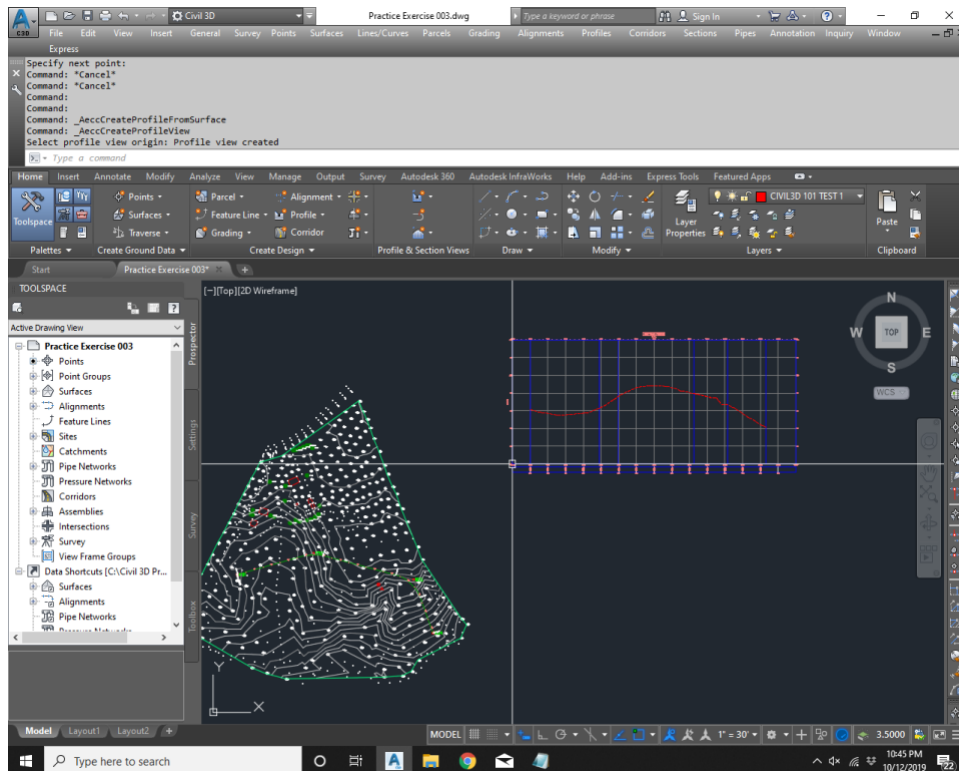 Civil 3D
Practice Exercise 003.dwg
Type a keyword or phrase
Sign In
C3D
File Edit View Insert General Survey Points Surfaces Lines/Curves Parcels Grading Alignments Profiles Corridors Sections Pipes Annotation Inquiry Window
Express
Specify next point:
Command: *Cancel*
Command: *Cancel*
Command:
Command:
Command: _AeccCreateProfileFromSurface
Command: _AeccCreateProfileView
Select profile view origin: Profile view created
Type a command
Home Insert Annotate Modify Analyze View Manage Output Survey Autodesk 360 Autodesk InfraWorks Help Add-ins Express Tools Featured Apps
Toolspace
Points
Surfaces
Traverse
Parcel
Feature Line
Grading
Alignment
Profile
Corridor
Layer
Properties
CIVIL3D 101 TEST 1
Paste
Palettes Create Ground Data Create Design Profile & Section Views Draw Modify Layers Clipboard
Start Practice Exercise 003*
TOOLSPACE
Active Drawing View
Practice Exercise 003
Points
Point Groups
Surfaces
Alignments
Feature Lines
Sites
Catchments
Pipe Networks
Pressure Networks
Corridors
Assemblies
Intersections
Survey
View Frame Groups
Data Shortcuts [C:\Civil 3D Pr...
Surfaces
Alignments
Pipe Networks
Prospector
Settings
Survey
Toolbox
[-][Top][2D Wireframe]
N
W TOP E
S
WCS
Y
X
Model Layout1 Layout2 +
MODEL
1" = 30'
3.5000
Type here to search
10:45 PM
10/12/2019
22